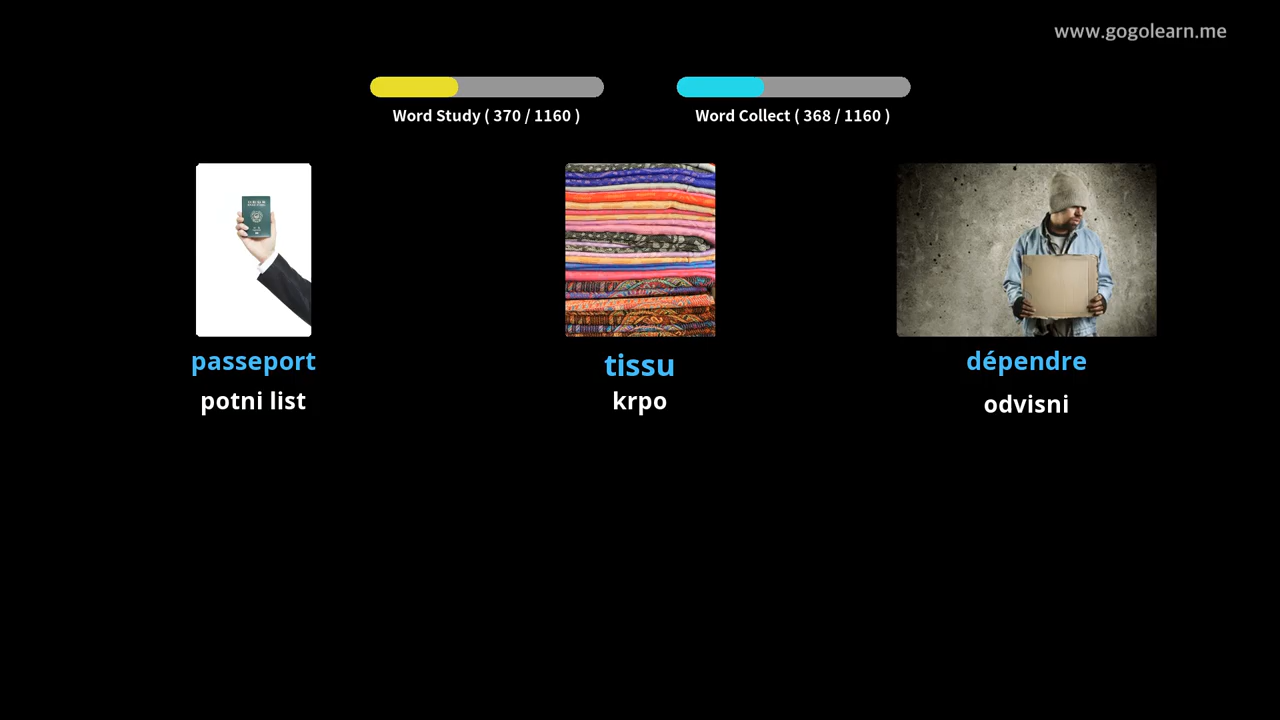 www.gogolearn.me
Word Study ( 370 / 1160 )
Word Collect ( 368 / 1160 )
passeport
potni list
tissu
krpo
dépendre
odvisni